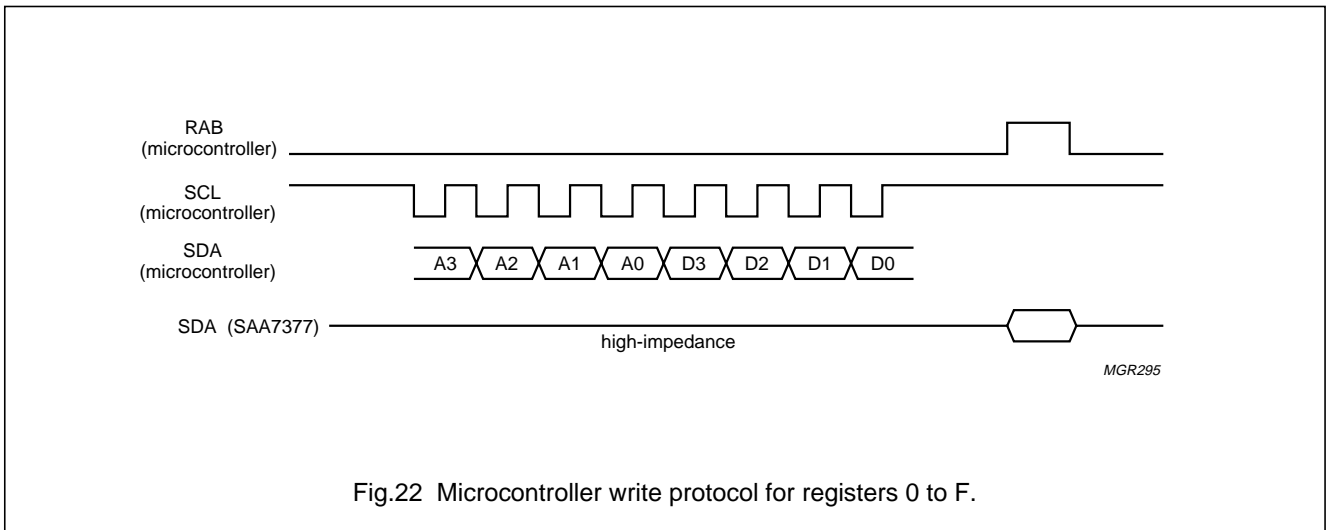 RAB
(microcontroller)
SCL
(microcontroller)
SDA
(microcontroller)
A3 A2 A1 A0 D3 D2 D1 D0
SDA (SAA7377)
high-impedance
MGR295
Fig.22 Microcontroller write protocol for registers 0 to F.